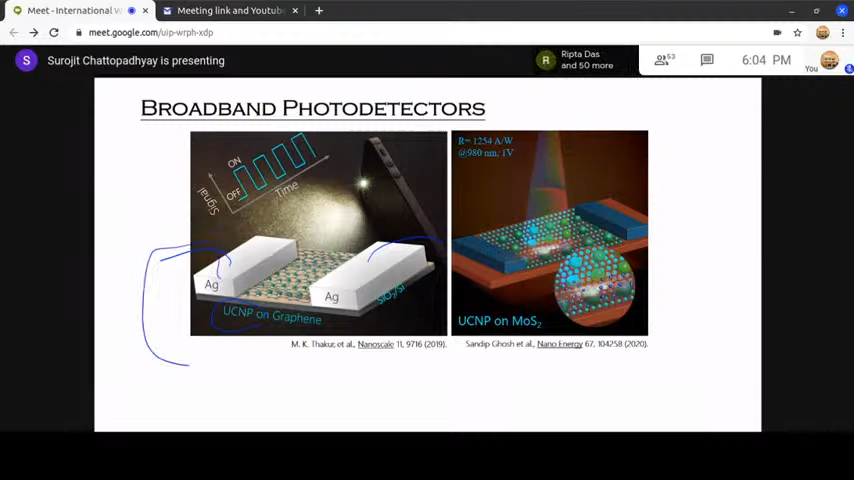 Meet - International W
Meeting link and Youtub
meet.google.com/uip-wrph-xdp
S
Surojit Chattopadhyay is presenting
R
Ripta Das
and 50 more
53
6:04 PM
You
BROADBAND PHOTODETECTORS
ON
OFF
Signal
Time
Ag
Ag
SiO2/Si
UCNP on Graphene
R= 1254 A/W
@980 nm, 1V
UCNP on MoS2
M. K. Thakur, et al., Nanoscale 11, 9716 (2019).
Sandip Ghosh et al., Nano Energy 67, 104258 (2020).